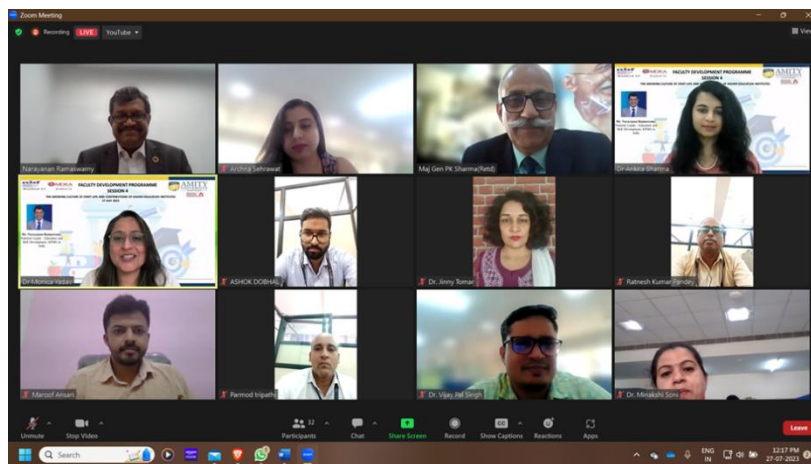 Zoom Meeting
Recording
LIVE
YouTube
View
Narayanan Ramaswamy
Archna Sehrawat
Maj Gen PK Sharma(Retd)
FACULTY DEVELOPMENT PROGRAMME
SESSION 4
AMITY
Dr Ankita Sharma
FACULTY DEVELOPMENT PROGRAMME
SESSION 4
AMITY
Dr Monica Yadav
ASHOK DOBHAL
Dr. Jinny Tomar
Ratnesh Kumar Pandey
Maroof Ansari
Parmod tripathi
Dr. Vijay Pal Singh
Dr. Minakshi Soni
Unmute
Stop Video
32
Participants
Chat
Share Screen
Record
CC
Show Captions
Reactions
Apps
Leave
Search
ENG
IN
12:17 PM
27-07-2023